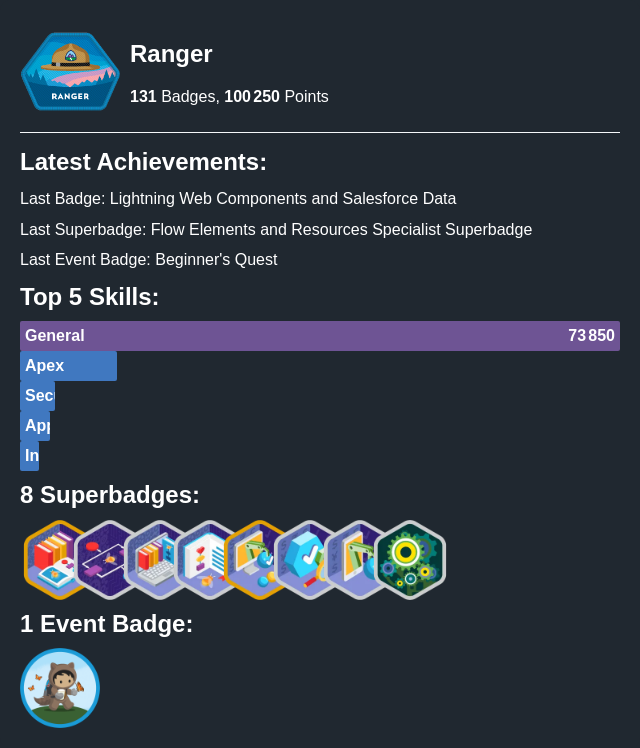 RANGER
Ranger
131 Badges, 100 250 Points
Latest Achievements:
Last Badge: Lightning Web Components and Salesforce Data
Last Superbadge: Flow Elements and Resources Specialist Superbadge
Last Event Badge: Beginner's Quest
Top 5 Skills:
General 73 850
Apex
Sec
App
In
8 Superbadges:
1 Event Badge: